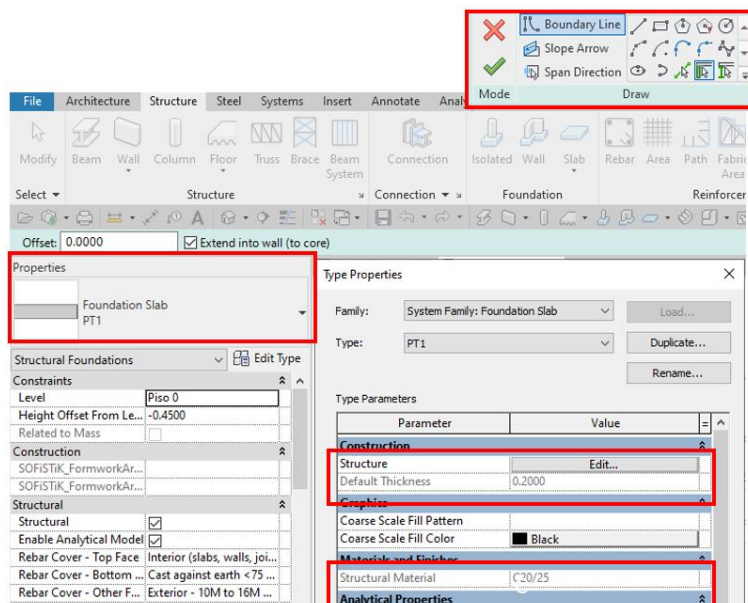 Boundary Line
Slope Arrow
Span Direction
Mode
Draw
File Architecture Structure Steel Systems Insert Annotate
Modify Beam Wall Column Floor Truss Brace Beam System Connection Isolated Wall Slab Rebar Area Path
Select Structure Connection Foundation
Offset: 0.0000 Extend into wall (to core)
Properties
Foundation Slab
PT1
Structural Foundations Edit Type
Constraints
Level Piso 0
Height Offset From Le... -0.4500
Related to Mass
Construction
SOFiSTiK_FormworkAr...
SOFiSTiK_FormworkAr...
Structural
Structural
Enable Analytical Model
Rebar Cover - Top Face Interior (slabs, walls, joi...
Rebar Cover - Bottom ... Cast against earth <75 ...
Rebar Cover - Other F... Exterior - 10M to 16M ...
Type Properties
Family: System Family: Foundation Slab Load...
Type: PT1 Duplicate...
Rename...
Type Parameters
Parameter Value =
Construction
Structure Edit...
Default Thickness 0.2000
Graphics
Coarse Scale Fill Pattern
Coarse Scale Fill Color Black
Materials and Finishes
Structural Material C20/25
Analytical Properties